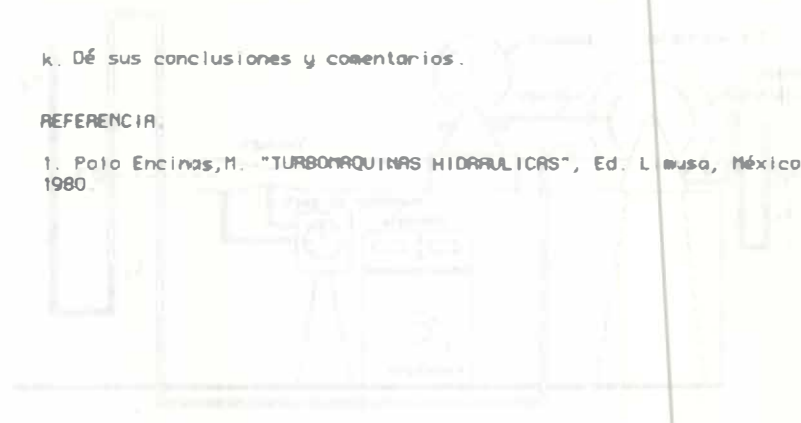 k. Dé sus conclusiones y comentarios.
REFERENCIA.
1. Polo Encinas,M. "TURBOMAQUINAS HIDRAULICAS", Ed. Limusa, México
1980.